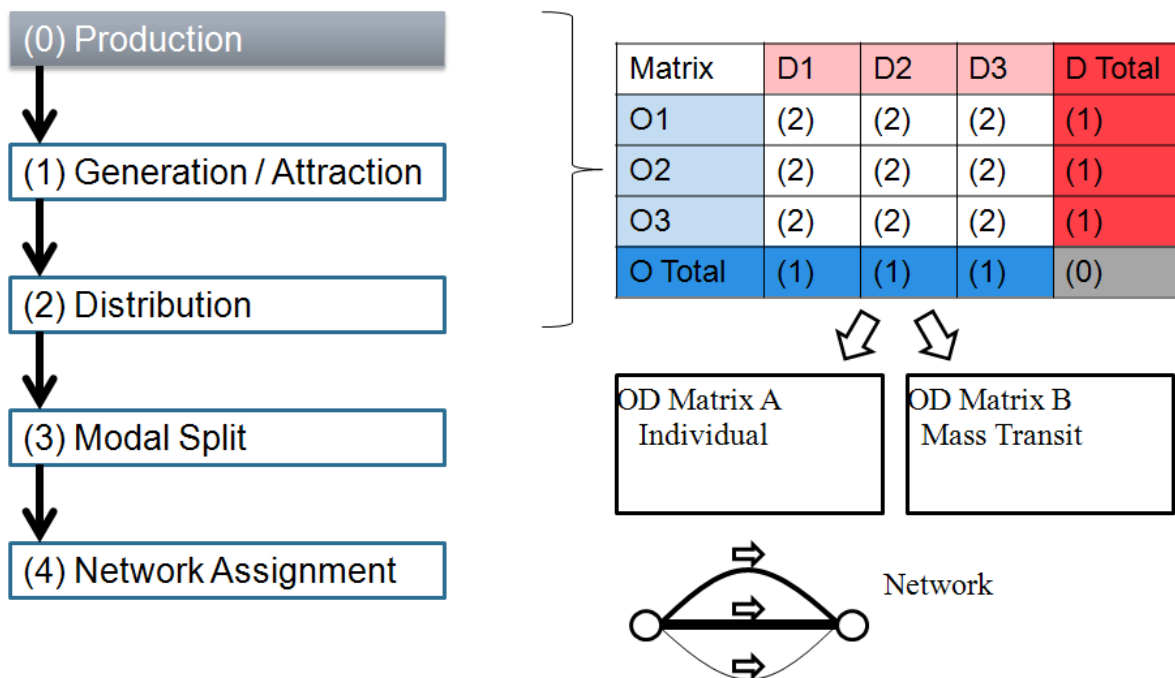 (0) Production
(1) Generation / Attraction
(2) Distribution
(3) Modal Split
(4) Network Assignment
Matrix D1 D2 D3 D Total
O1 (2) (2) (2) (1)
O2 (2) (2) (2) (1)
O3 (2) (2) (2) (1)
O Total (1) (1) (1) (0)
OD Matrix A
Individual
OD Matrix B
Mass Transit
Network